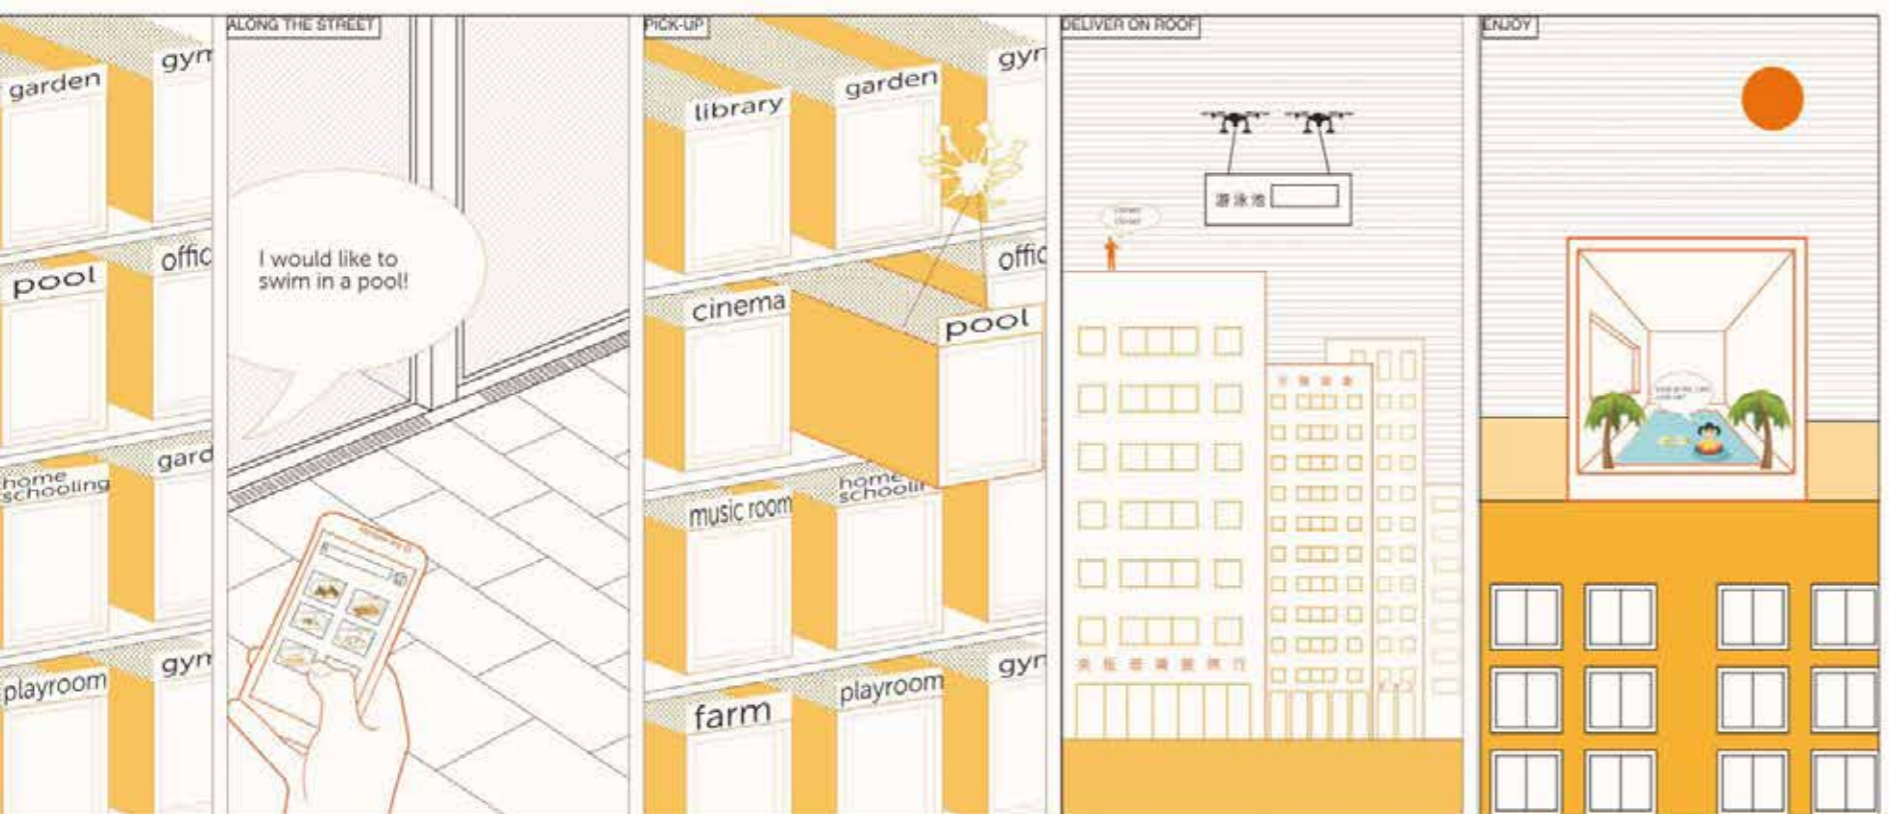 garden
gym
pool
offic
home
schooling
gard
playroom
gym
ALONG THE STREET
I would like to
swim in a pool!
PICK-UP
library
garden
gym
cinema
pool
offic
music room
home
schoolin
farm
playroom
gym
DELIVER ON ROOF
游泳池
ENJOY